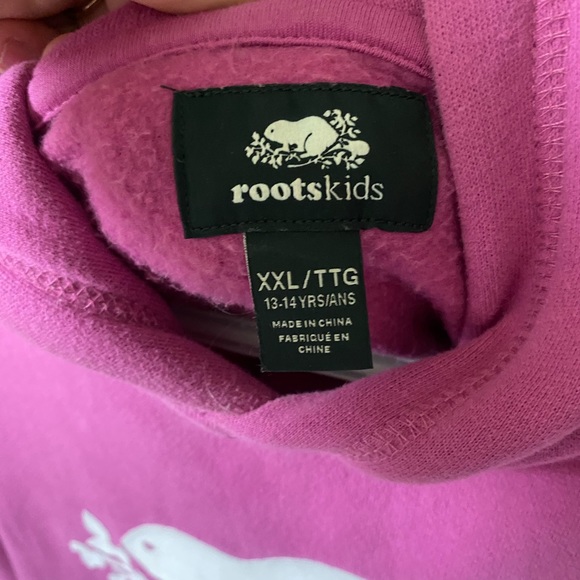 rootskids
XXL/TTG
13-14 YRS/ANS
MADE IN CHINA
FABRIQUÉ EN
CHINE